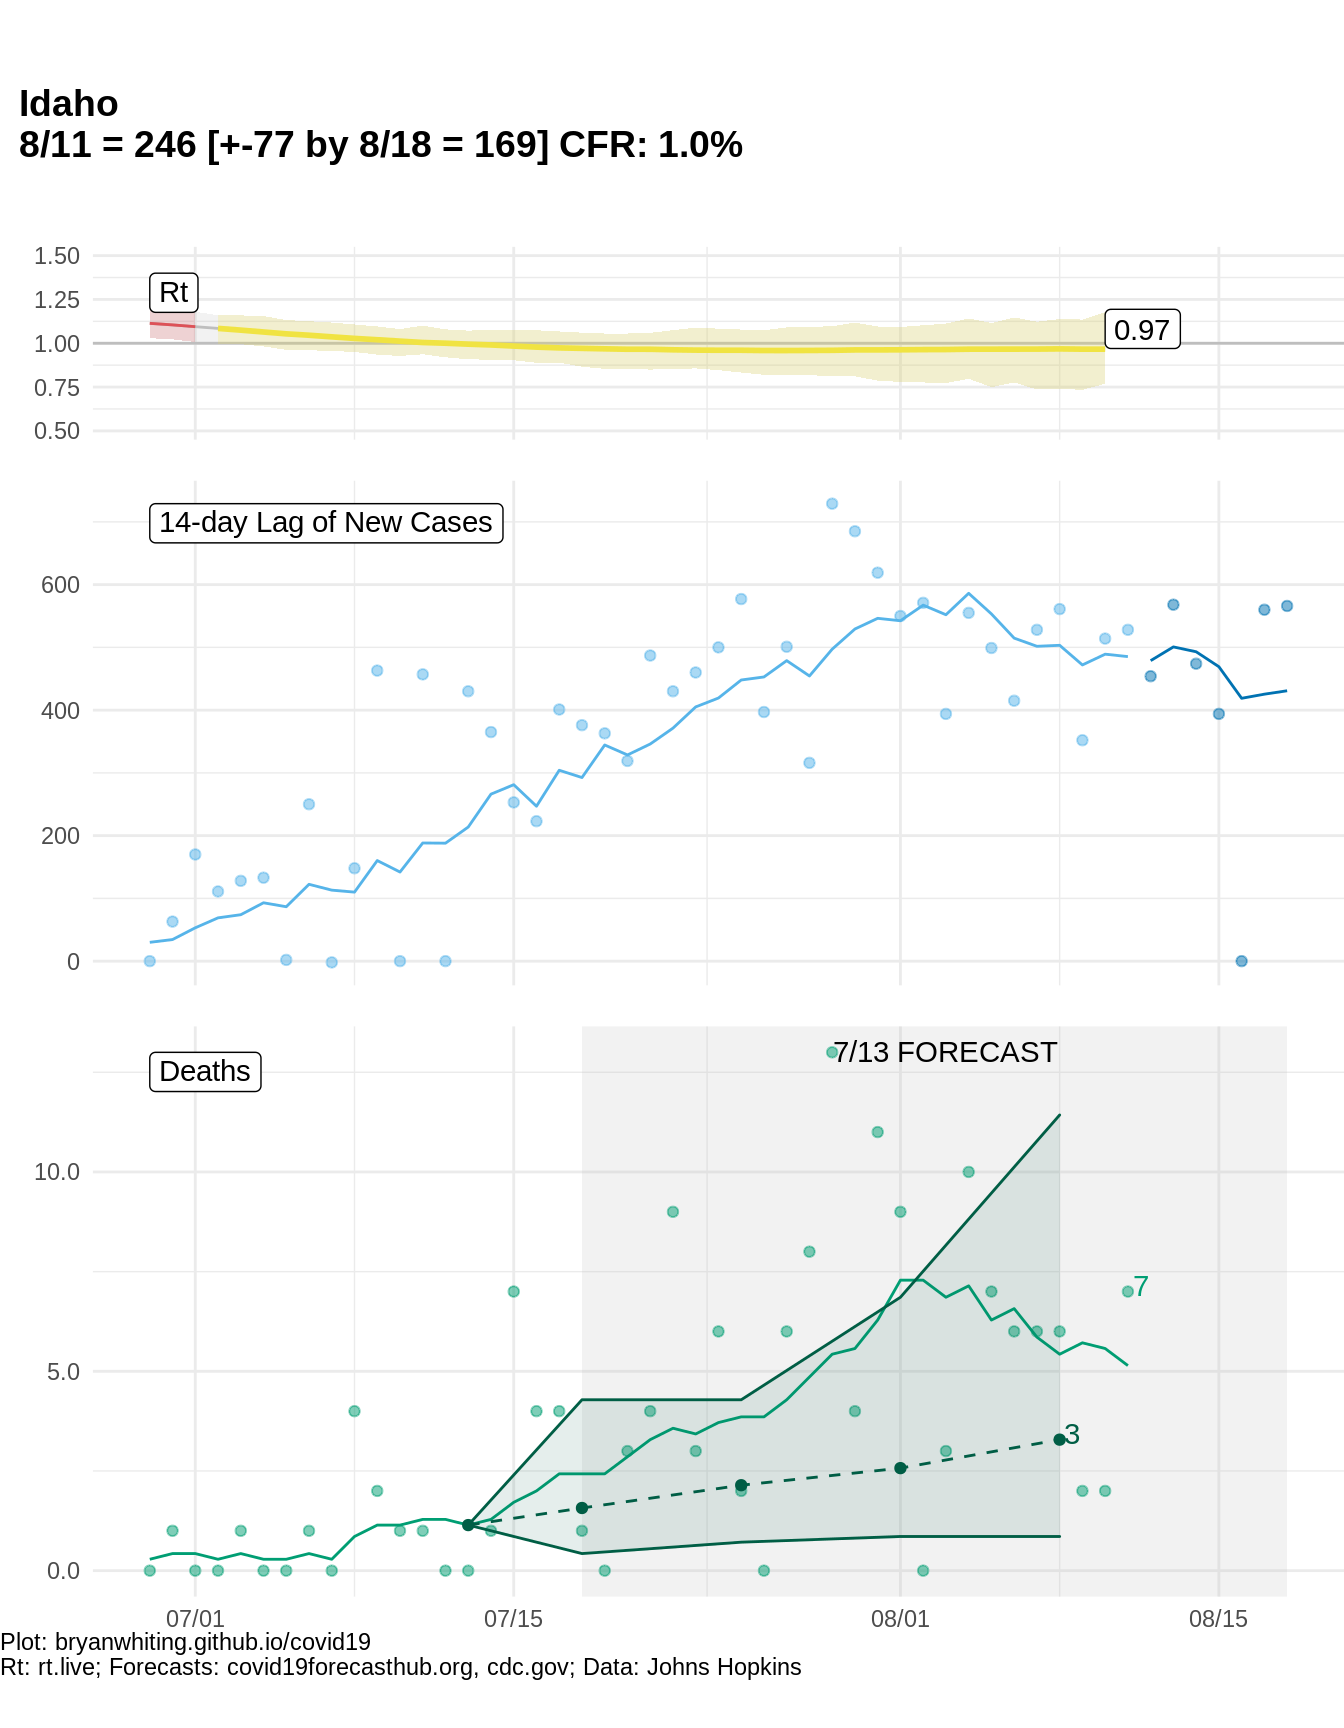 Idaho
8/11 = 246 [+-77 by 8/18 = 169] CFR: 1.0%
1.50
1.25
1.00
0.75
0.50
Rt
0.97
14-day Lag of New Cases
600
400
200
0
Deaths
7/13 FORECAST
10.0
5.0
0.0
7
3
07/01
07/15
08/01
08/15
Plot: bryanwhiting.github.io/covid19
Rt: rt.live; Forecasts: covid19forecasthub.org, cdc.gov; Data: Johns Hopkins